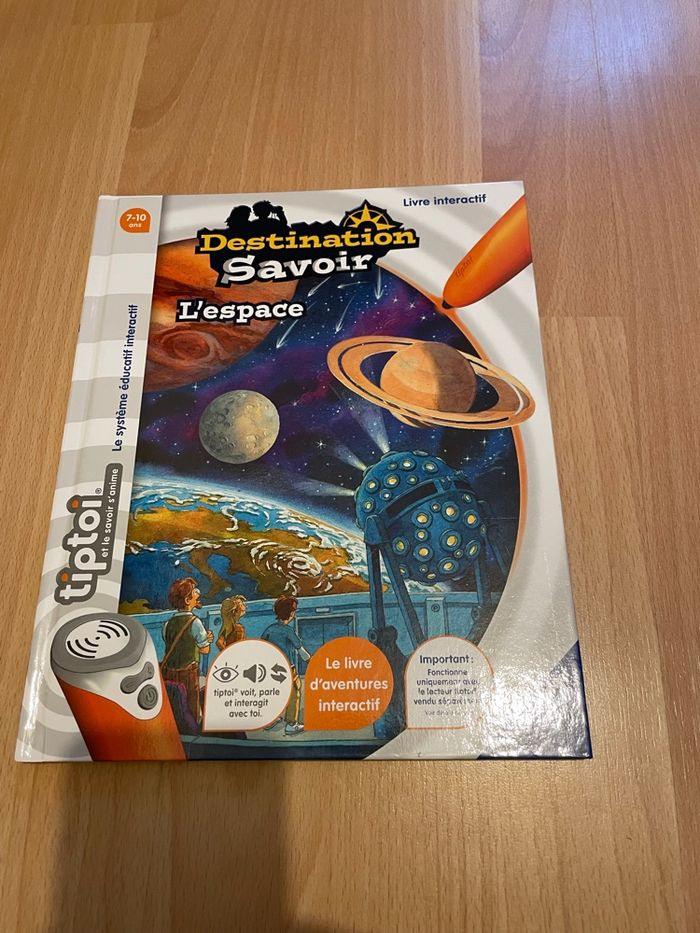 7-10
ans
Livre interactif
Destination
Savoir
L'espace
tiptoi
Le système éducatif interactif
tiptoi®
et le savoir s'anime
tiptoi® voit, parle
et interagit
avec toi.
Le livre
d'aventures
interactif
Important :
Fonctionne
uniquement avec
le lecteur tiptoi®
vendu séparément.
Voir